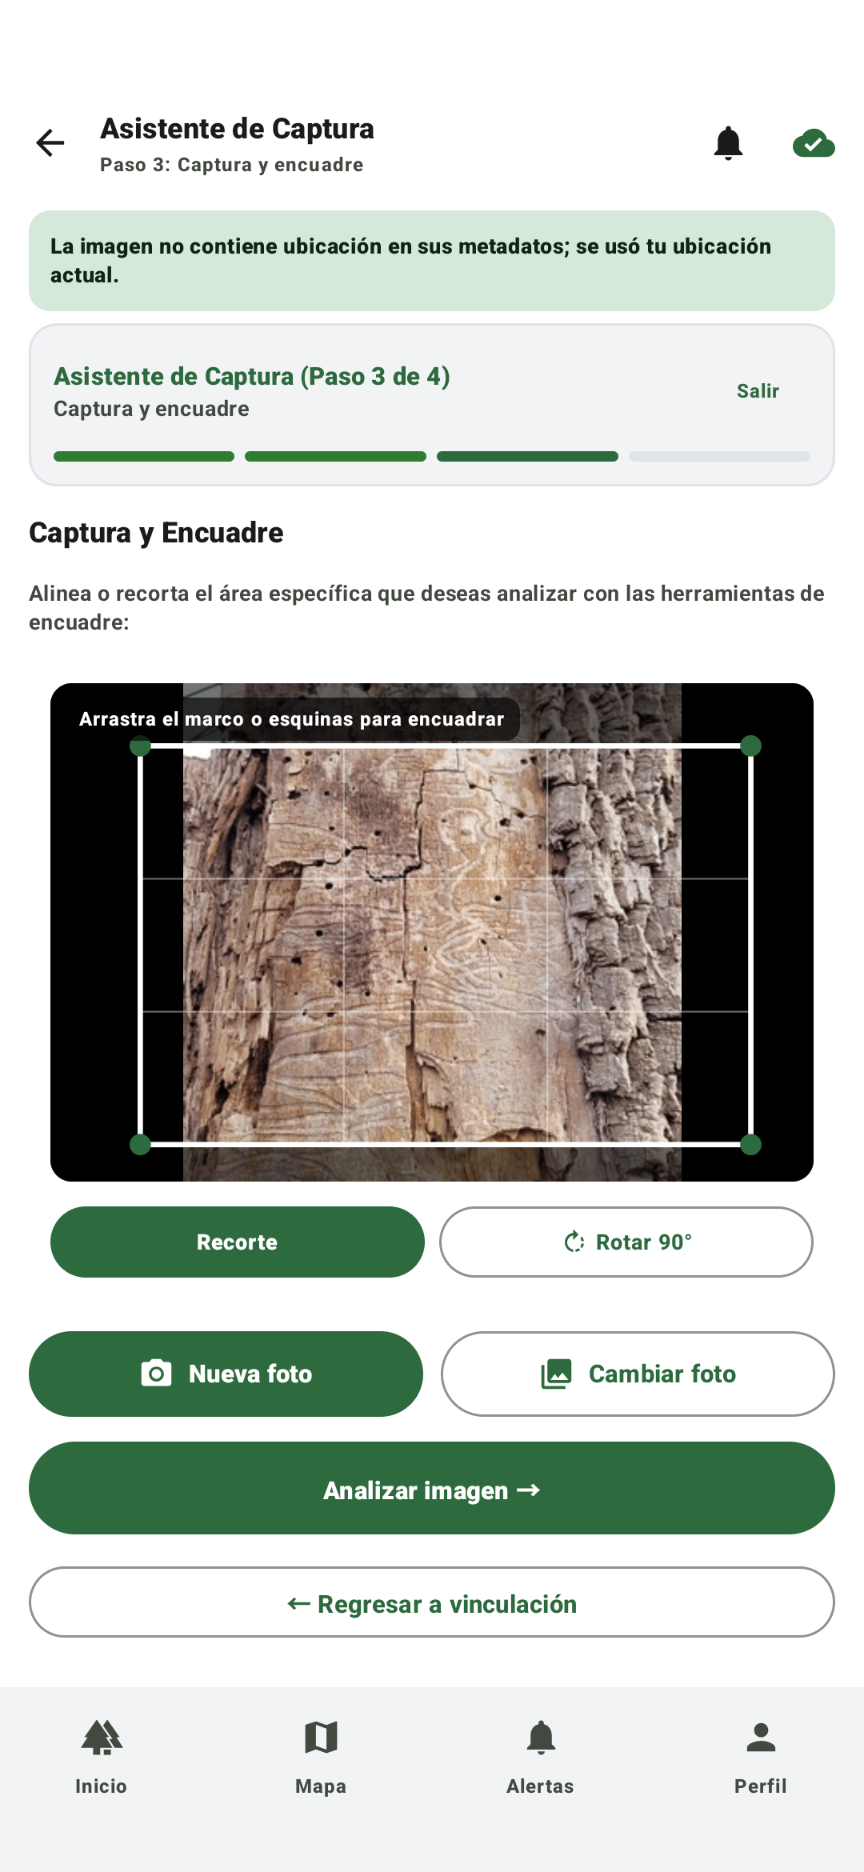 Asistente de Captura
Paso 3: Captura y encuadre
La imagen no contiene ubicación en sus metadatos; se usó tu ubicación
actual.
Asistente de Captura (Paso 3 de 4)
Captura y encuadre
Salir
Captura y Encuadre
Alinea o recorta el área específica que deseas analizar con las herramientas de
encuadre:
Arrastra el marco o esquinas para encuadrar
Recorte
Rotar 90°
Nueva foto
Cambiar foto
Analizar imagen →
← Regresar a vinculación
Inicio
Mapa
Alertas
Perfil